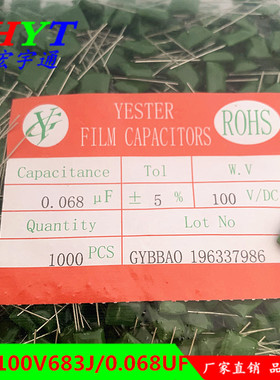 HYT
宏宇通
YESTER
FILM CAPACITORS
ROHS
Capacitance Tol W.V
0.068 μF ± 5 % 100 V/DC
Quantity Lot No
1000 PCS GYBBAO 196337986
100V683J/0.068UF
厂家直销 品